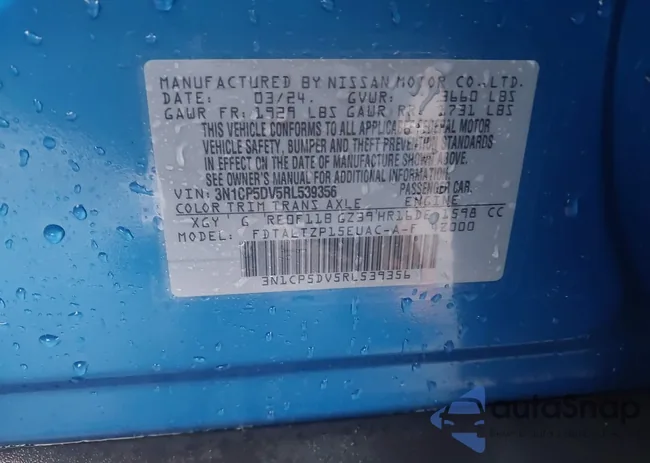 MANUFACTURED BY NISSAN MOTOR CO., LTD.
DATE: 03/24. GVWR: 3660 LBS
GAWR FR: 1929 LBS GAWR RR: 1731 LBS
THIS VEHICLE CONFORMS TO ALL APPLICABLE FEDERAL MOTOR
VEHICLE SAFETY, BUMPER, AND THEFT PREVENTION STANDARDS
IN EFFECT ON THE DATE OF MANUFACTURE SHOWN ABOVE.
SEE OWNER'S MANUAL FOR ADDITIONAL INFORMATION.
VIN: 3N1CP5DV5RL539356 PASSENGER CAR.
COLOR TRIM TRANS AXLE ENGINE
XGY G RE0F11B GZ39 HR16DE 1598 CC
MODEL: FDTALTZP15EUAC-A-F 42000
3N1CP5DV5RL539356
autoSnap